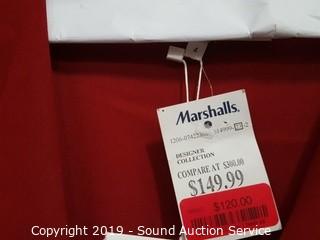 Marshalls.
DESIGNER
COLLECTION
COMPARE AT $300.00
$149.99
$120.00
Copyright 2019 - Sound Auction Service